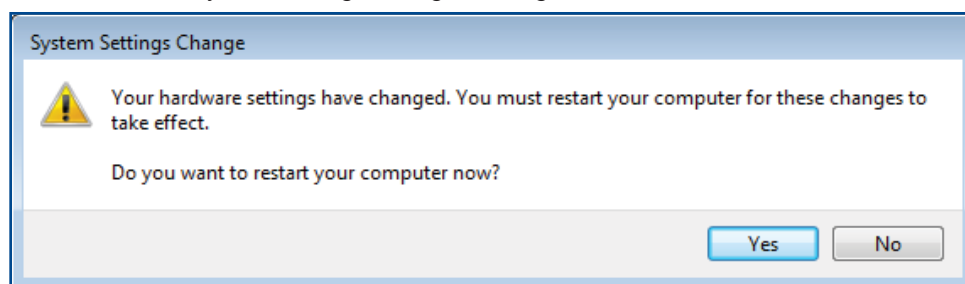 System Settings Change
Your hardware settings have changed. You must restart your computer for these changes to
take effect.
Do you want to restart your computer now?
Yes
No